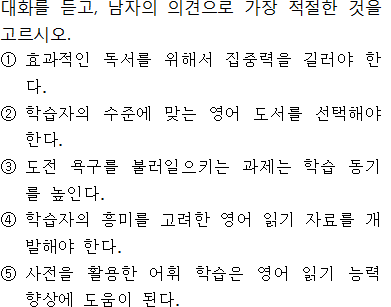 대화를 듣고, 남자의 의견으로 가장 적절한 것을
고르시오.
① 효과적인 독서를 위해서 집중력을 길러야 한
다.
② 학습자의 수준에 맞는 영어 도서를 선택해야
한다.
③ 도전 욕구를 불러일으키는 과제는 학습 동기
를 높인다.
④ 학습자의 흥미를 고려한 영어 읽기 자료를 개
발해야 한다.
⑤ 사전을 활용한 어휘 학습은 영어 읽기 능력
향상에 도움이 된다.